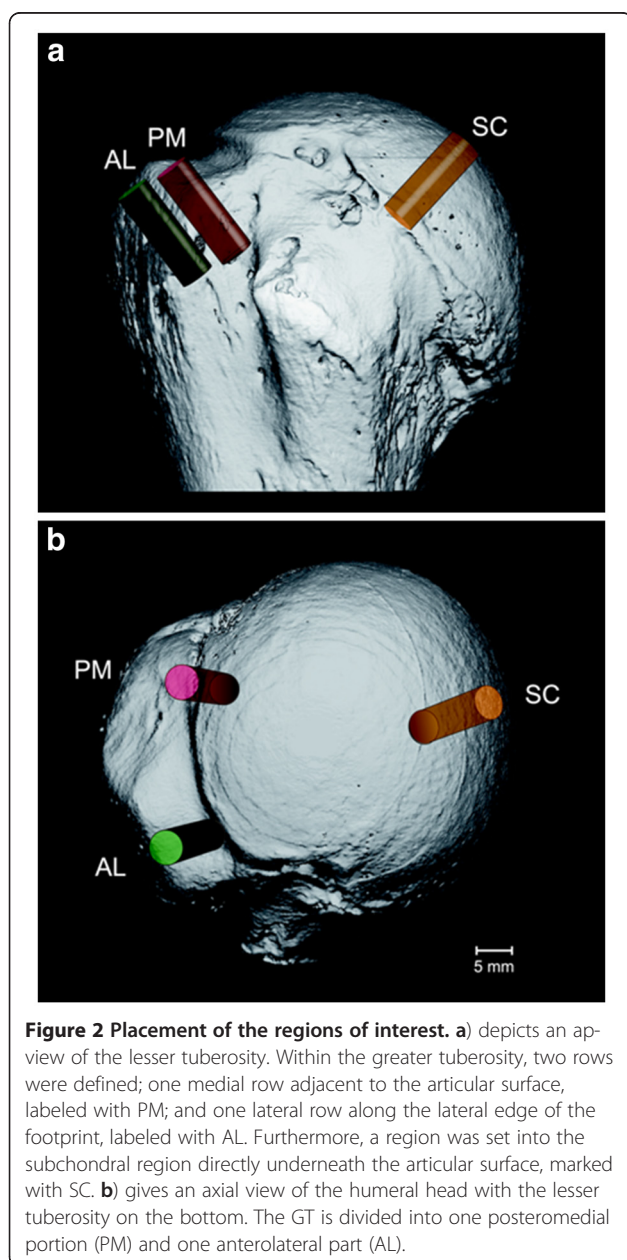 a
SC
PM
AL
b
PM
SC
AL
5 mm
Figure 2 Placement of the regions of interest. a) depicts an ap-
view of the lesser tuberosity. Within the greater tuberosity, two rows
were defined; one medial row adjacent to the articular surface,
labeled with PM; and one lateral row along the lateral edge of the
footprint, labeled with AL. Furthermore, a region was set into the
subchondral region directly underneath the articular surface, marked
with SC. b) gives an axial view of the humeral head with the lesser
tuberosity on the bottom. The GT is divided into one posteromedial
portion (PM) and one anterolateral part (AL).